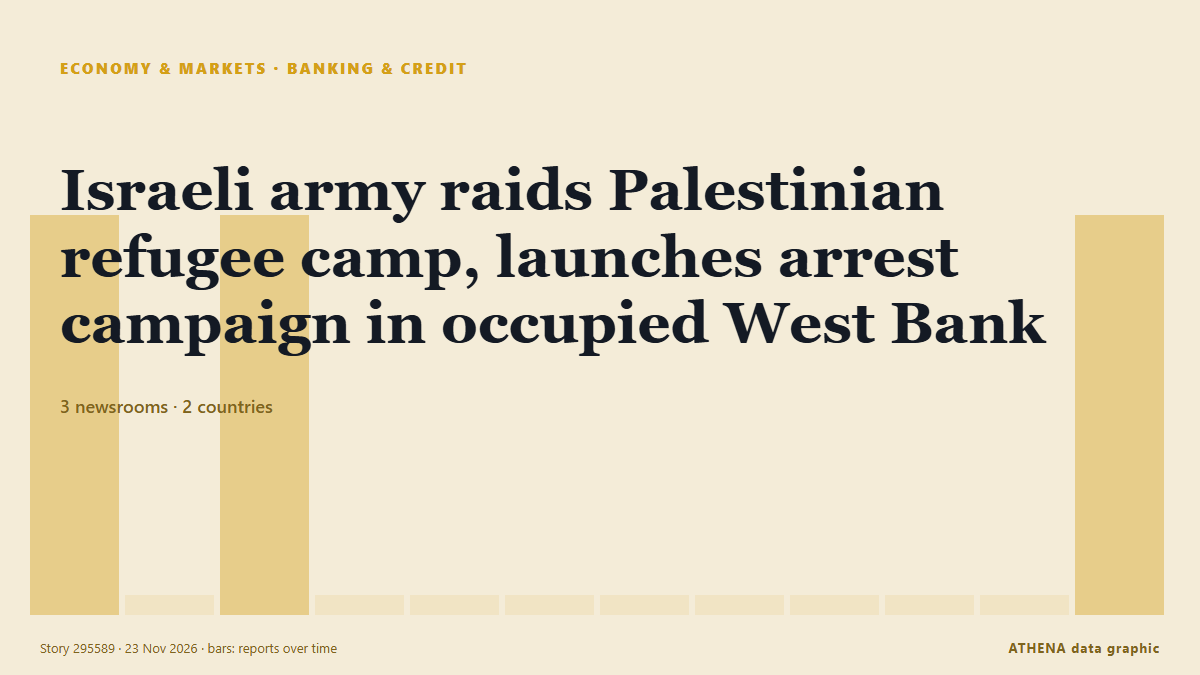 ECONOMY & MARKETS · BANKING & CREDIT
Israeli army raids Palestinian
refugee camp, launches arrest
campaign in occupied West Bank
3 newsrooms · 2 countries
Story 295589 · 23 Nov 2026 · bars: reports over time
ATHENA data graphic